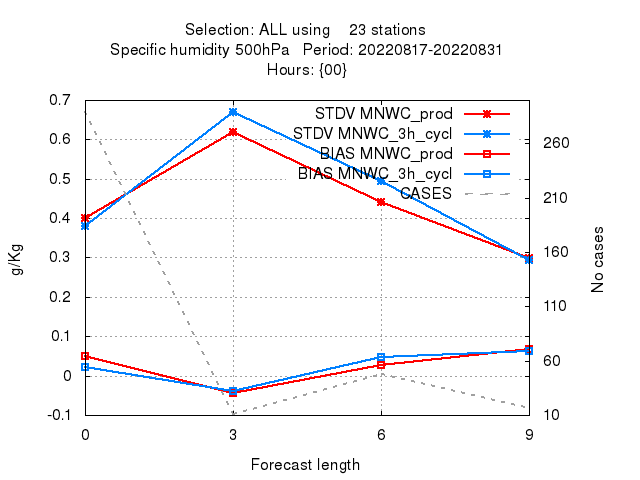 Selection: ALL using 23 stations
Specific humidity 500hPa Period: 20220817-20220831
Hours: {00}
STDV MNWC_prod
STDV MNWC_3h_cycl
BIAS MNWC_prod
BIAS MNWC_3h_cycl
CASES
0.7
0.6
0.5
0.4
0.3
0.2
0.1
0
-0.1
g/Kg
260
210
160
110
60
10
No cases
0 3 6 9
Forecast length